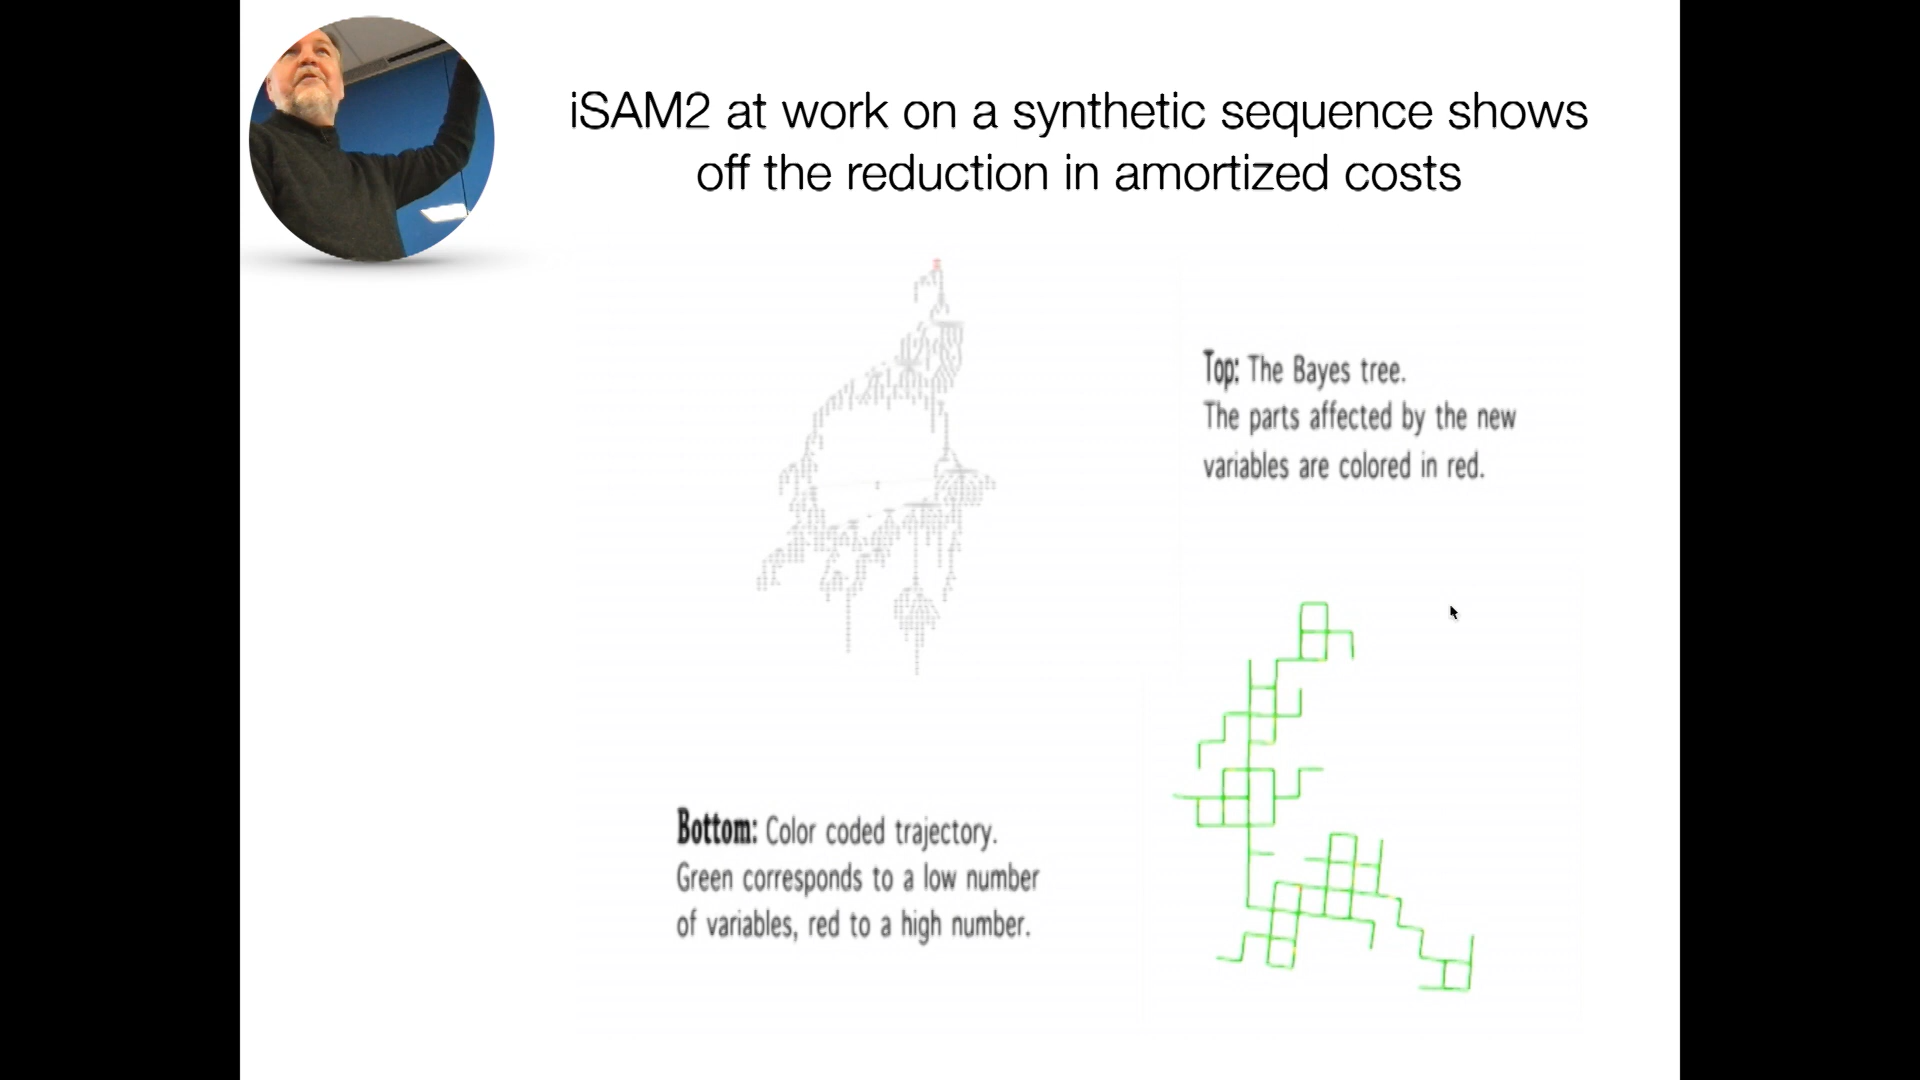 iSAM2 at work on a synthetic sequence shows
off the reduction in amortized costs
Top: The Bayes tree.
The parts affected by the new
variables are colored in red.
Bottom: Color coded trajectory.
Green corresponds to a low number
of variables, red to a high number.